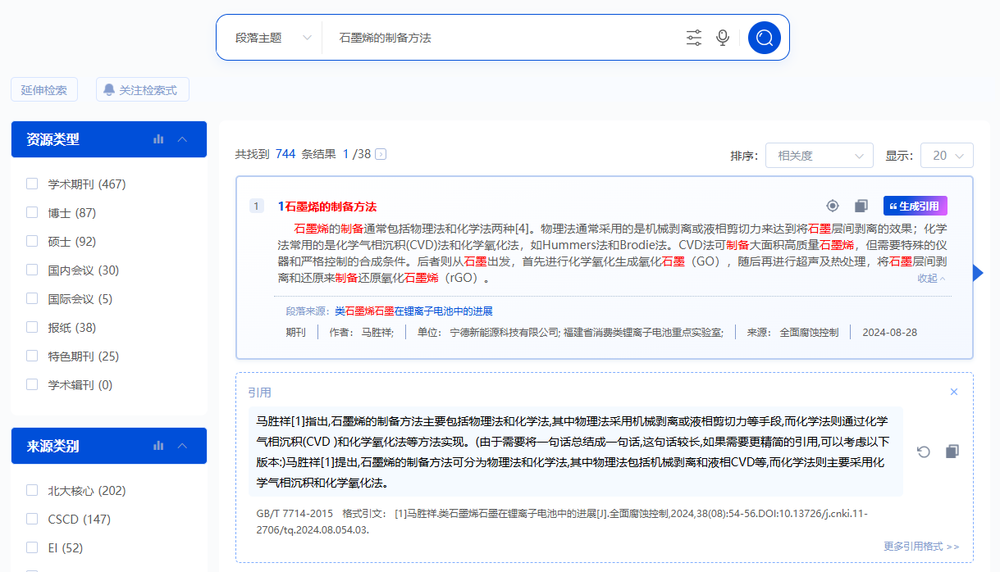 段落主题 石墨烯的制备方法
延伸检索 关注检索式
资源类型
学术期刊 (467)
博士 (87)
硕士 (92)
国内会议 (30)
国际会议 (5)
报纸 (38)
特色期刊 (25)
学术辑刊 (0)
来源类别
北大核心 (202)
CSCD (147)
EI (52)
共找到 744 条结果 1 /38
排序： 相关度 显示： 20
1 1石墨烯的制备方法 生成引用
石墨烯的制备通常包括物理法和化学法两种[4]。物理法通常采用的是机械剥离或液相剪切力来达到将石墨层间剥离的效果；化学
法常用的是化学气相沉积(CVD)法和化学氧化法，如Hummers法和Brodie法。CVD法可制备大面积高质量石墨烯，但需要特殊的仪
器和严格控制的合成条件。后者则从石墨出发，首先进行化学氧化生成氧化石墨（GO），随后再进行超声及热处理，将石墨层间剥
离和还原来制备还原氧化石墨烯（rGO）。 收起
段落来源：类石墨烯石墨在锂离子电池中的进展
期刊 作者： 马胜祥; 单位： 宁德新能源科技有限公司; 福建省消费类锂离子电池重点实验室; 来源： 全面腐蚀控制 2024-08-28
引用
马胜祥[1]指出,石墨烯的制备方法主要包括物理法和化学法,其中物理法采用机械剥离或液相剪切力等手段,而化学法则通过化学
气相沉积(CVD )和化学氧化法等方法实现。(由于需要将一句话总结成一句话,这句话较长,如果需要更精简的引用,可以考虑以下
版本:)马胜祥[1]提出,石墨烯的制备方法可分为物理法和化学法,其中物理法包括机械剥离和液相CVD等,而化学法则主要采用化
学气相沉积和化学氧化法。
GB/T 7714-2015 格式引文： [1]马胜祥.类石墨烯石墨在锂离子电池中的进展[J].全面腐蚀控制,2024,38(08):54-56.DOI:10.13726/j.cnki.11-
2706/tq.2024.08.054.03.
更多引用格式 >>